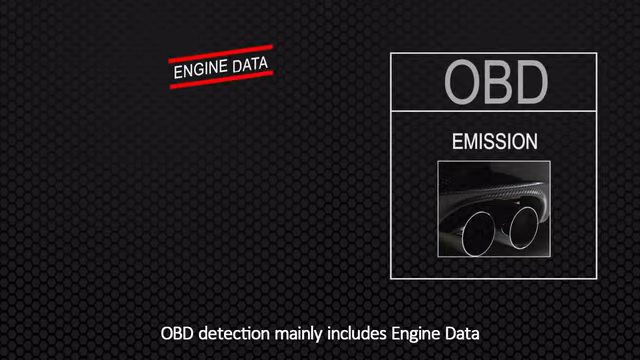 ENGINE DATA
OBD
EMISSION
OBD detection mainly includes Engine Data